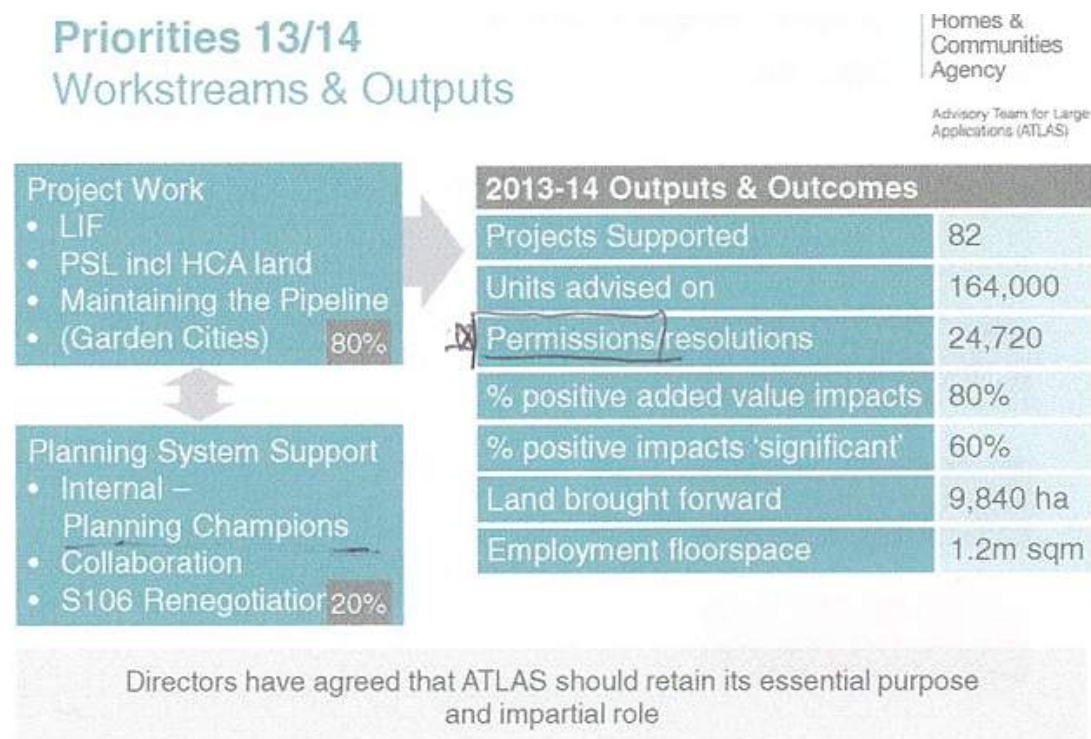 Priorities 13/14
Workstreams & Outputs
Homes &
Communities
Agency
Advisory Team for Large
Applications (ATLAS)
Project Work
• LIF
• PSL incl HCA land
• Maintaining the Pipeline
• (Garden Cities)
80%
Planning System Support
• Internal –
Planning Champions
• Collaboration
• S106 Renegotiation
20%
2013-14 Outputs & Outcomes
Projects Supported 82
Units advised on 164,000
Permissions/resolutions 24,720
% positive added value impacts 80%
% positive impacts 'significant' 60%
Land brought forward 9,840 ha
Employment floorspace 1.2m sqm
Directors have agreed that ATLAS should retain its essential purpose
and impartial role